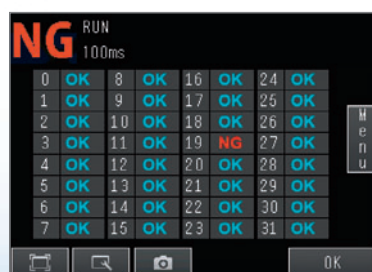 NG RUN
100ms
0 OK 8 OK 16 OK 24 OK
1 OK 9 OK 17 OK 25 OK
2 OK 10 OK 18 OK 26 OK
3 OK 11 OK 19 NG 27 OK
4 OK 12 OK 20 OK 28 OK
5 OK 13 OK 21 OK 29 OK
6 OK 14 OK 22 OK 30 OK
7 OK 15 OK 23 OK 31 OK
Menu
OK